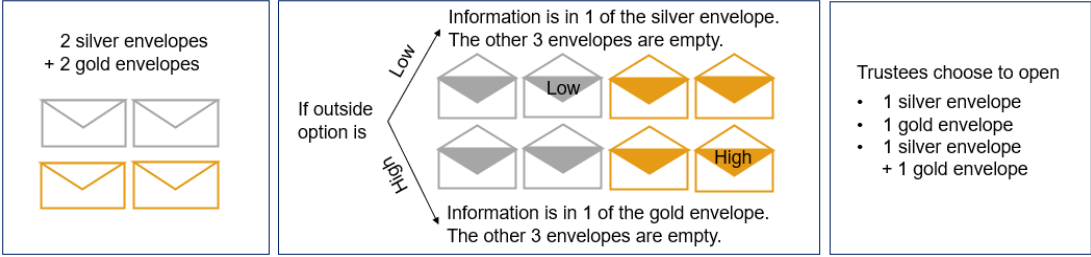 2 silver envelopes
+ 2 gold envelopes
If outside
option is
Low
High
Information is in 1 of the silver envelope.
The other 3 envelopes are empty.
Low
High
Information is in 1 of the gold envelope.
The other 3 envelopes are empty.
Trustees choose to open
• 1 silver envelope
• 1 gold envelope
• 1 silver envelope
+ 1 gold envelope